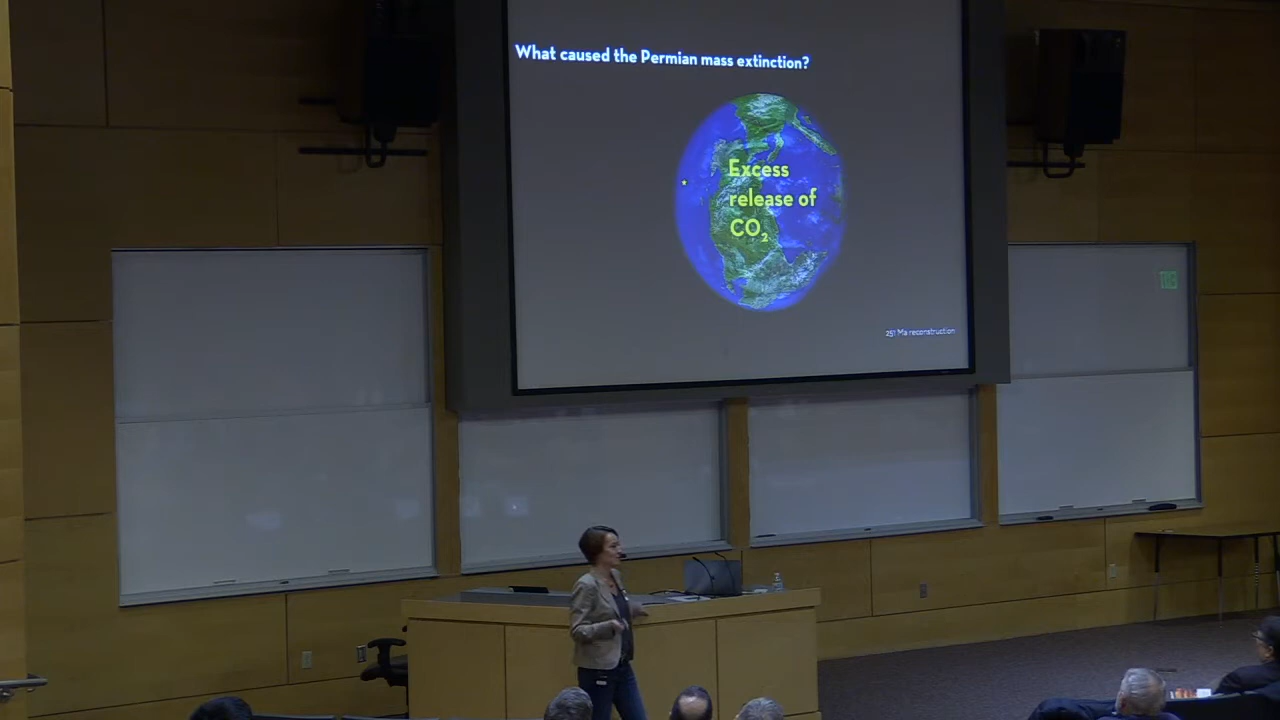 What caused the Permian mass extinction?
Excess
release of
CO₂
251 Ma reconstruction